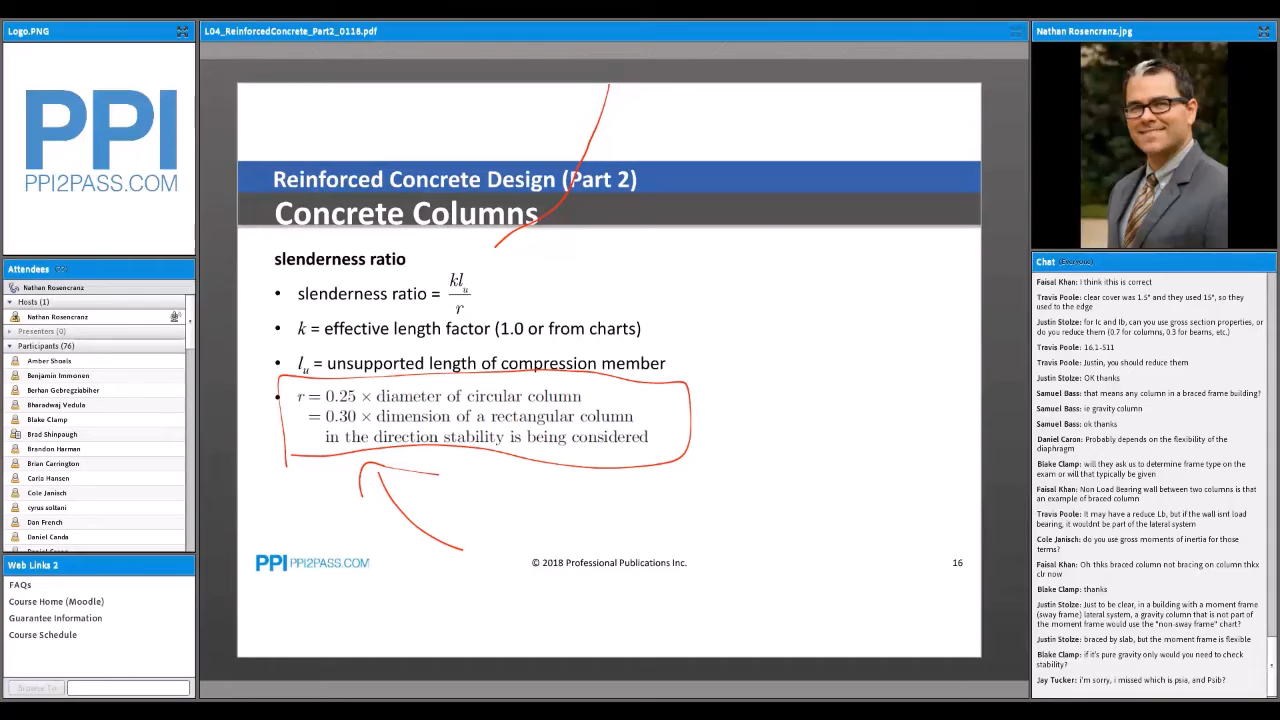 Logo.PNG
PPI
PPI2PASS.COM
Attendees
Nathan Rosencranz
Hosts (1)
Nathan Rosencranz
Presenters (0)
Participants (76)
Amber Shoals
Benjamin Immonen
Berhan Gebregziabiher
Bharadwaj Vedula
Blake Clamp
Brad Shinpaugh
Brandon Harman
Brian Carrington
Carla Hansen
Cole Janisch
cyrus soltani
Dan French
Daniel Canda
Web Links 2
FAQs
Course Home (Moodle)
Guarantee Information
Course Schedule
Browse To
L04_ReinforcedConcrete_Part2_0118.pdf
Reinforced Concrete Design (Part 2)
Concrete Columns
slenderness ratio
• slenderness ratio = kl_u / r
• k = effective length factor (1.0 or from charts)
• l_u = unsupported length of compression member
• r = 0.25 × diameter of circular column
= 0.30 × dimension of a rectangular column
in the direction stability is being considered
PPI PPI2PASS.COM
© 2018 Professional Publications Inc.
16
Nathan Rosencranz.jpg
Chat (Everyone)
Faisal Khan: I think ithis is correct
Travis Poole: clear cover was 1.5" and they used 15", so they
used to the edge
Justin Stolze: for Ic and Ib, can you use gross section properties, or
do you reduce them (0.7 for columns, 0.3 for beams, etc.)
Travis Poole: 16.1-511
Travis Poole: Justin, you should reduce them
Justin Stolze: OK thanks
Samuel Bass: that means any column in a braced frame building?
Samuel Bass: ie gravity column
Samuel Bass: ok thanks
Daniel Caron: Probably depends on the flexibility of the
diaphragm
Blake Clamp: will they ask us to determine frame type on the
exam or will that typically be given
Faisal Khan: Non Load Bearing wall between two columns is that
an example of braced column
Travis Poole: It may have a reduce Lb, but if the wall isnt load
bearing, it wouldnt be part of the lateral system
Cole Janisch: do you use gross moments of inertia for those
terms?
Faisal Khan: Oh thks braced column not bracing on column thkx
clr now
Blake Clamp: thanks
Justin Stolze: Just to be clear, in a building with a moment frame
(sway frame) lateral system, a gravity column that is not part of
the moment frame would use the "non-sway frame" chart?
Justin Stolze: braced by slab, but the moment frame is flexible
Blake Clamp: if it's pure gravity only would you need to check
stability?
Jay Tucker: i'm sorry, i missed which is psia, and Psib?